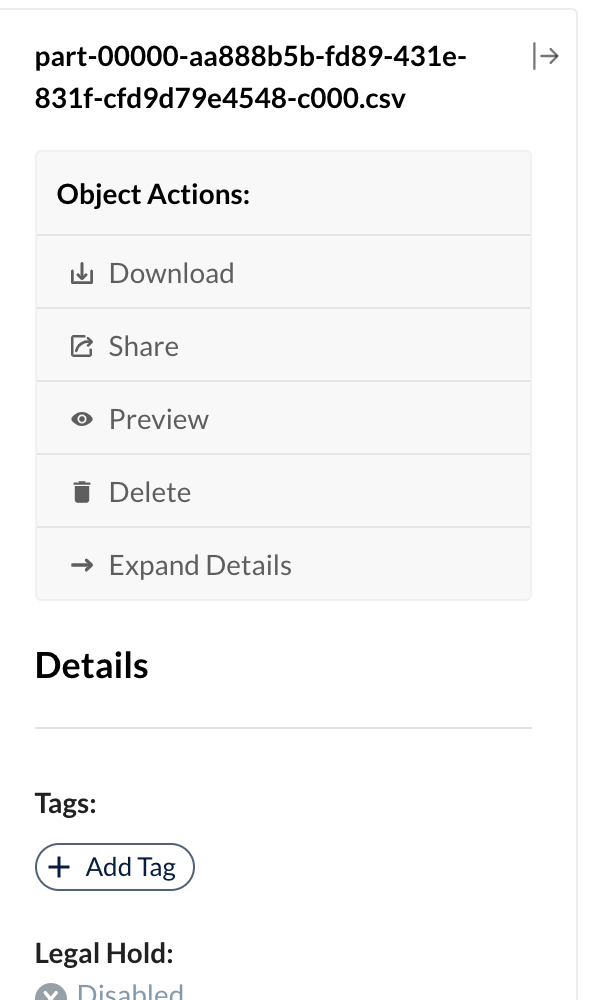 part-00000-aa888b5b-fd89-431e-
831f-cfd9d79e4548-c000.csv
Object Actions:
Download
Share
Preview
Delete
Expand Details
Details
Tags:
Add Tag
Legal Hold:
Disabled